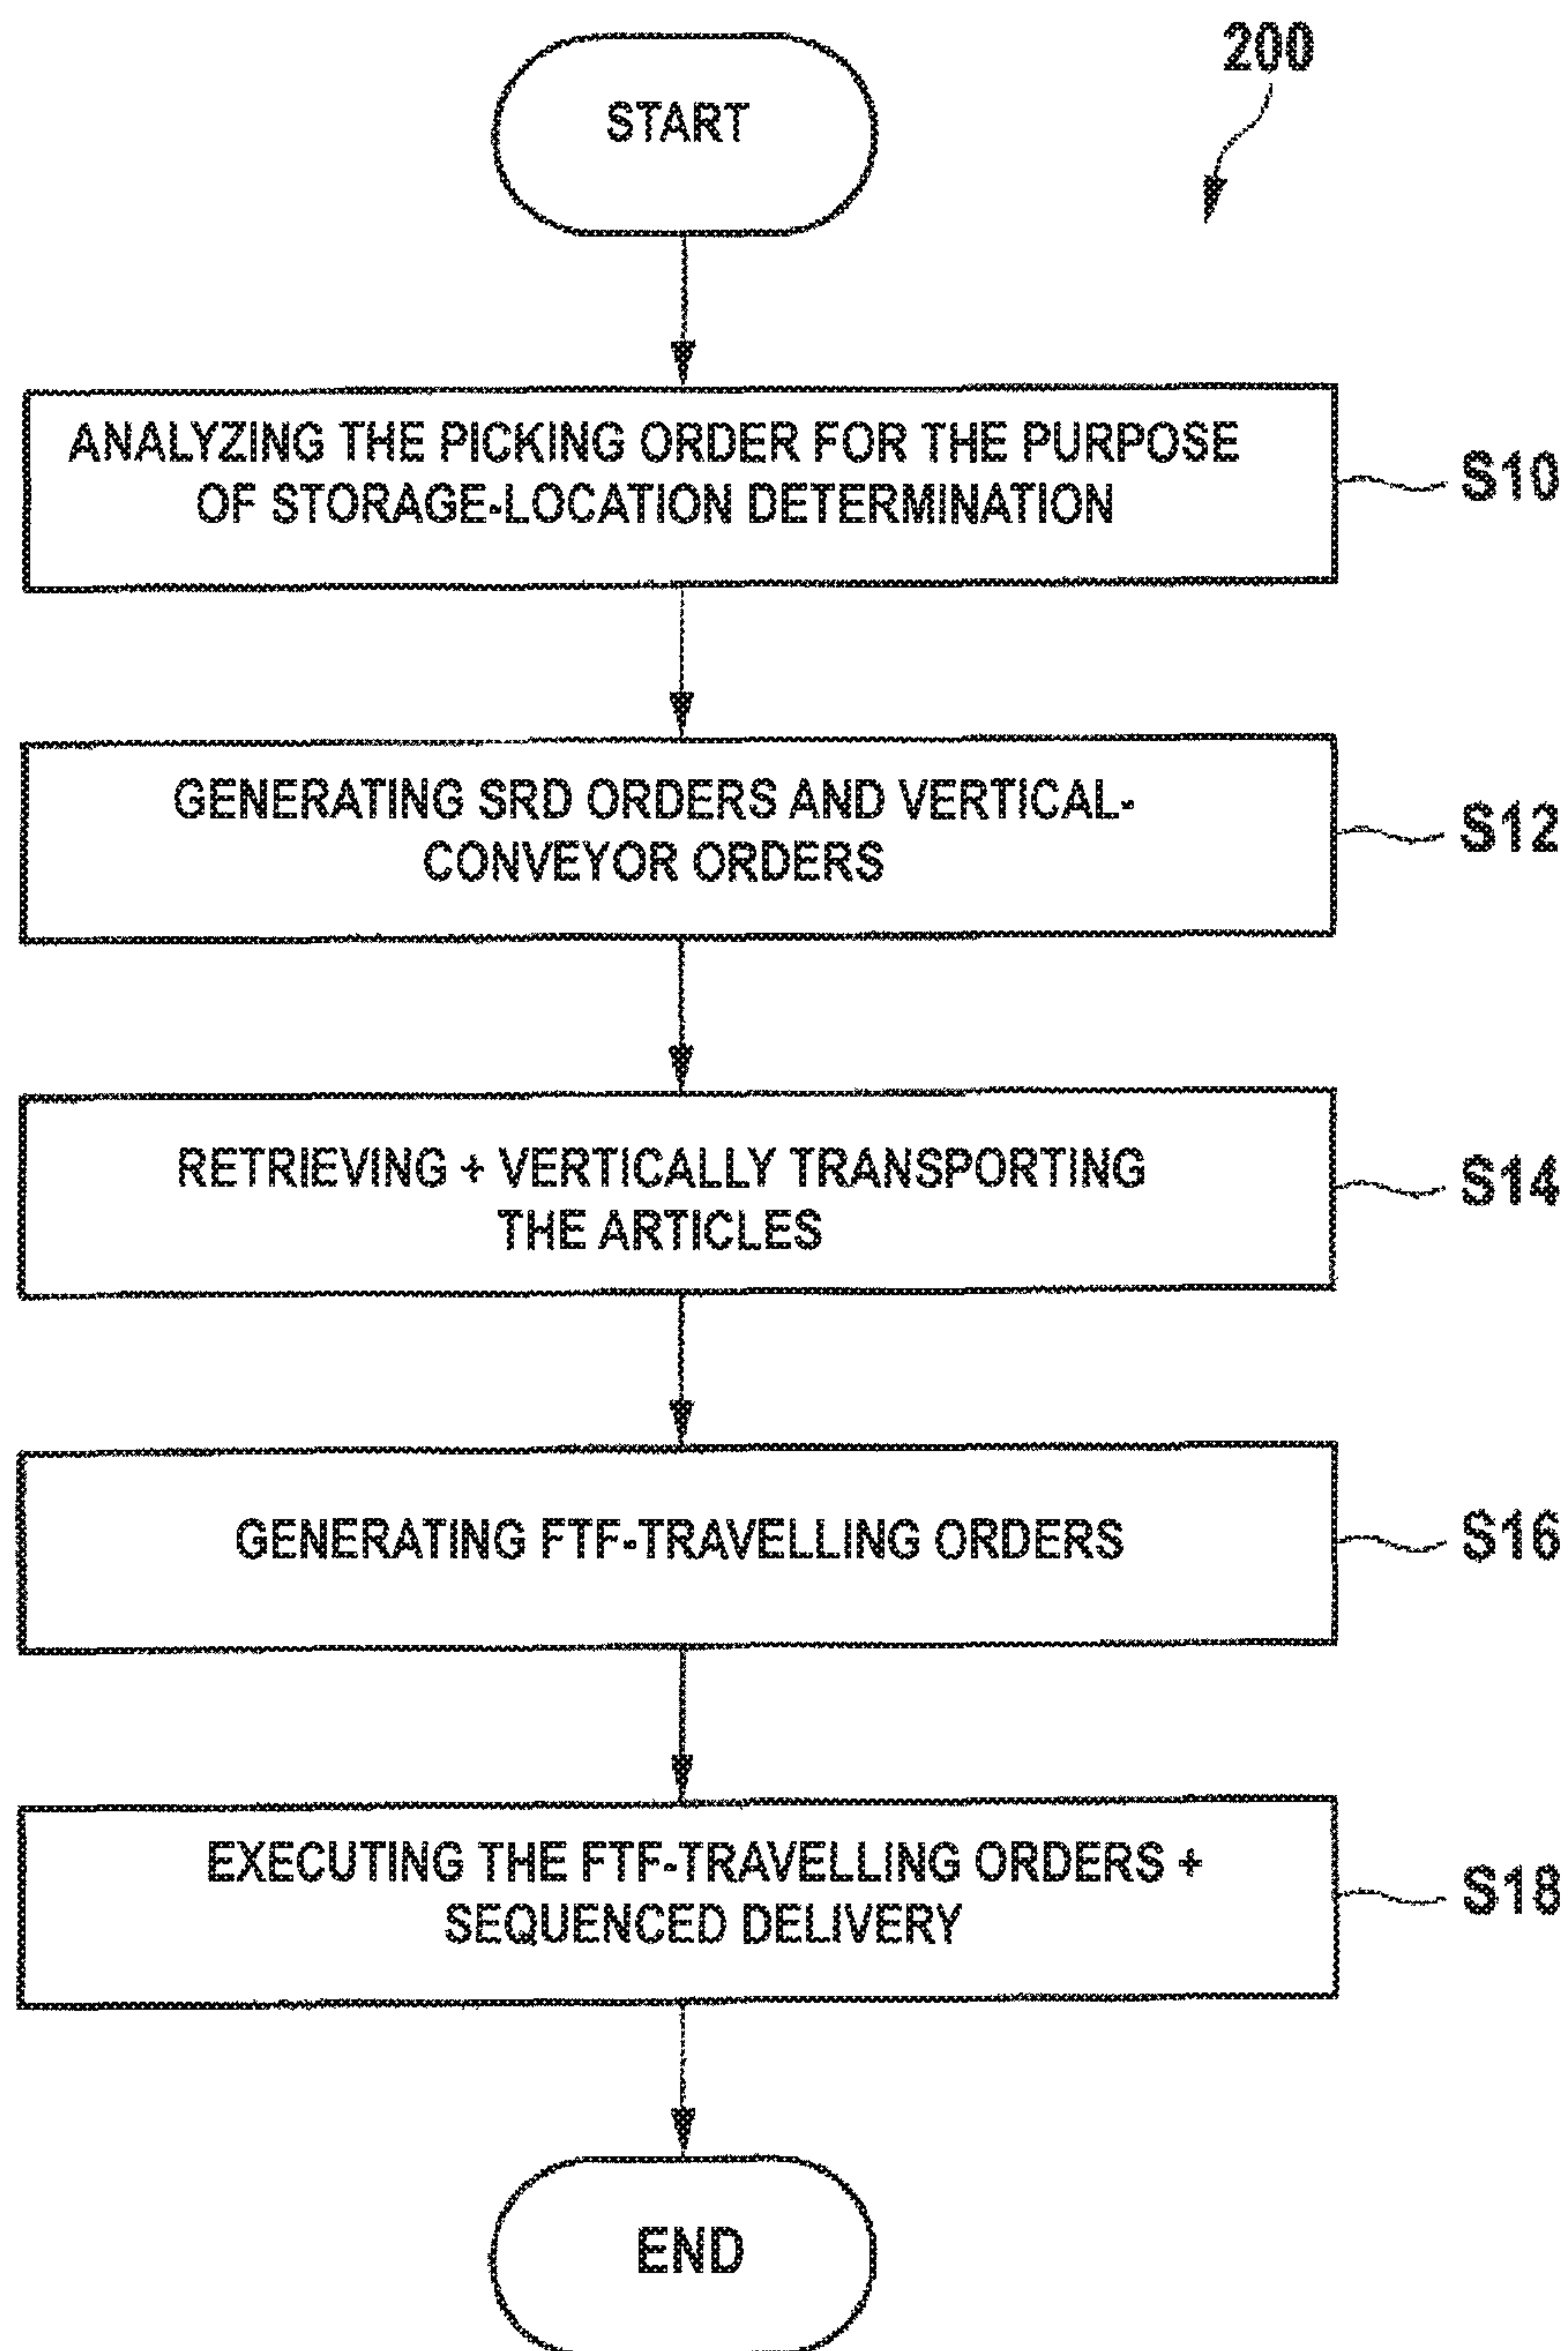 200
START
ANALYZING THE PICKING ORDER FOR THE PURPOSE
OF STORAGE-LOCATION DETERMINATION
S10
GENERATING SRD ORDERS AND VERTICAL-
CONVEYOR ORDERS
S12
RETRIEVING + VERTICALLY TRANSPORTING
THE ARTICLES
S14
GENERATING FTF-TRAVELLING ORDERS
S16
EXECUTING THE FTF-TRAVELLING ORDERS +
SEQUENCED DELIVERY
S18
END